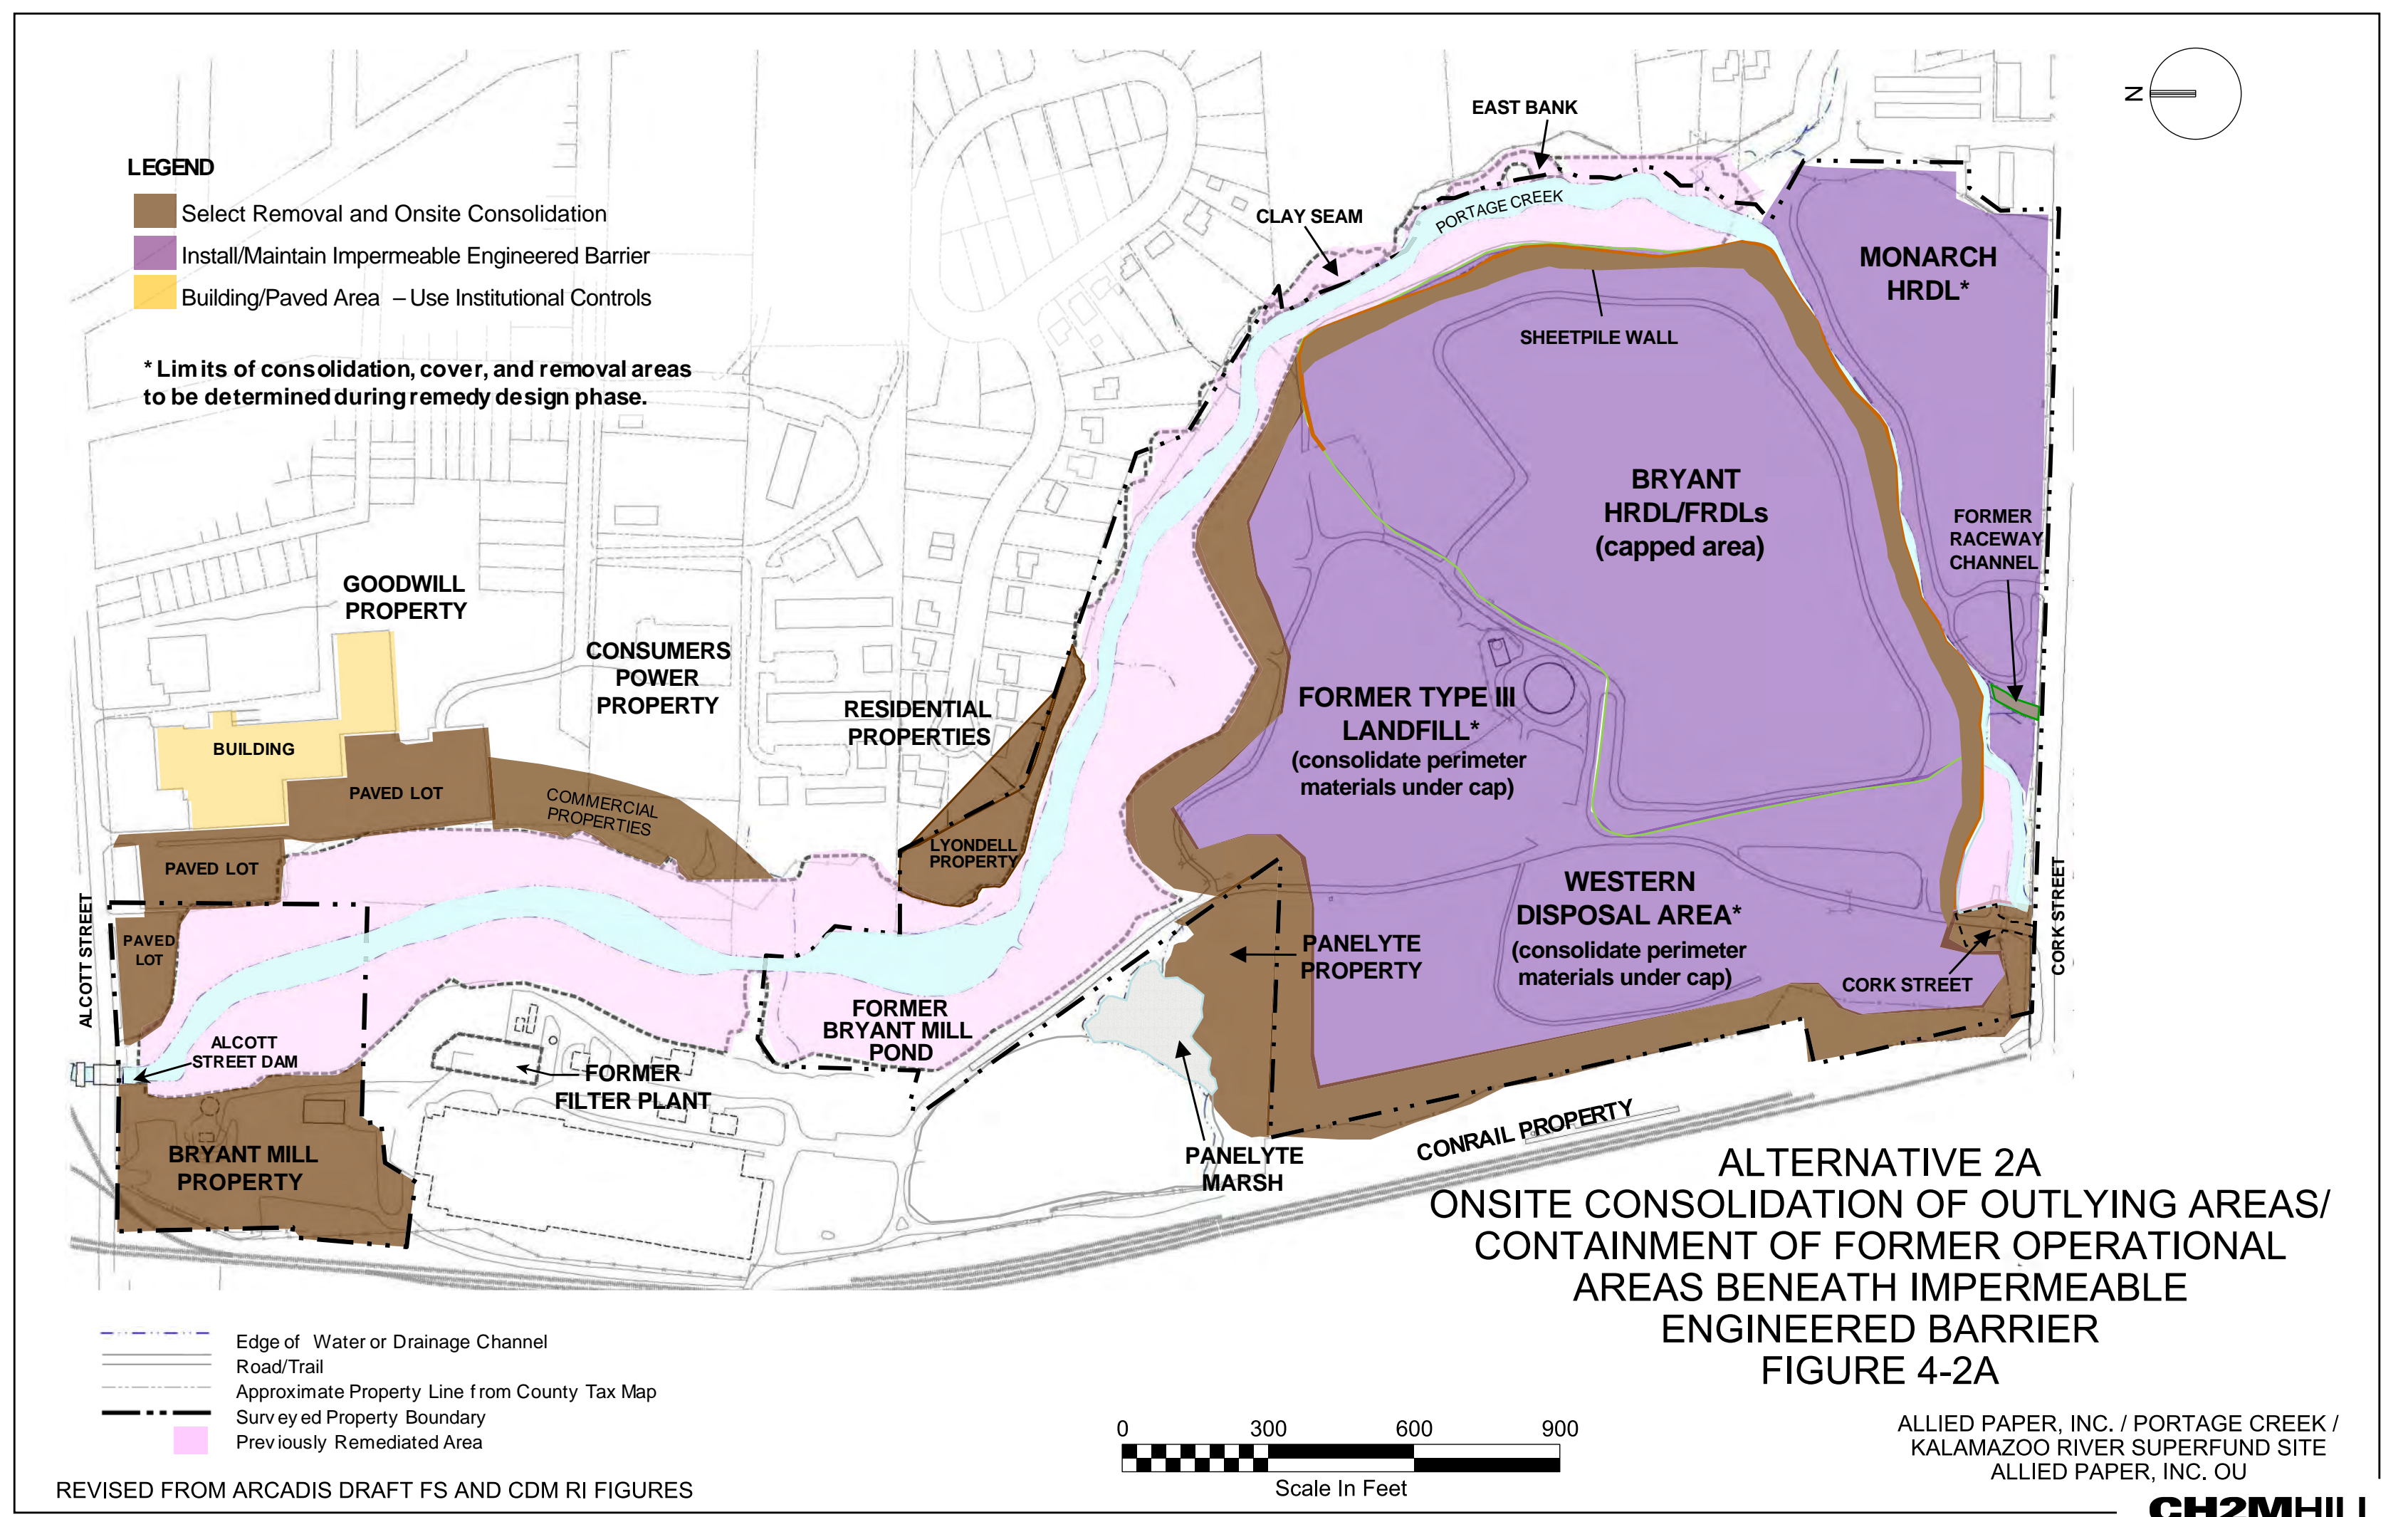 LEGEND
Select Removal and Onsite Consolidation
Install/Maintain Impermeable Engineered Barrier
Building/Paved Area – Use Institutional Controls
* Limits of consolidation, cover, and removal areas
to be determined during remedy design phase.
N
EAST BANK
CLAY SEAM
PORTAGE CREEK
SHEETPILE WALL
MONARCH
HRDL*
BRYANT
HRDL/FRDLs
(capped area)
FORMER
RACEWAY
CHANNEL
GOODWILL
PROPERTY
CONSUMERS
POWER
PROPERTY
RESIDENTIAL
PROPERTIES
FORMER TYPE III
LANDFILL*
(consolidate perimeter
materials under cap)
BUILDING
PAVED LOT
COMMERCIAL
PROPERTIES
LYONDELL
PROPERTY
PAVED LOT
PAVED
LOT
ALCOTT STREET
WESTERN
DISPOSAL AREA*
(consolidate perimeter
materials under cap)
PANELYTE
PROPERTY
CORK STREET
CORK STREET
FORMER
BRYANT MILL
POND
ALCOTT
STREET DAM
FORMER
FILTER PLANT
BRYANT MILL
PROPERTY
PANELYTE
MARSH
CONRAIL PROPERTY
ALTERNATIVE 2A
ONSITE CONSOLIDATION OF OUTLYING AREAS/
CONTAINMENT OF FORMER OPERATIONAL
AREAS BENEATH IMPERMEABLE
ENGINEERED BARRIER
FIGURE 4-2A
Edge of Water or Drainage Channel
Road/Trail
Approximate Property Line from County Tax Map
Surveyed Property Boundary
Previously Remediated Area
0 300 600 900
Scale In Feet
ALLIED PAPER, INC. / PORTAGE CREEK /
KALAMAZOO RIVER SUPERFUND SITE
ALLIED PAPER, INC. OU
REVISED FROM ARCADIS DRAFT FS AND CDM RI FIGURES
CH2MHILL